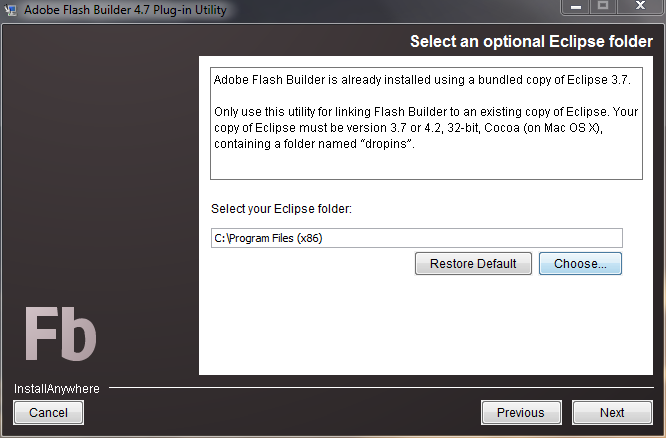 Adobe Flash Builder 4.7 Plug-in Utility
Select an optional Eclipse folder
Adobe Flash Builder is already installed using a bundled copy of Eclipse 3.7.
Only use this utility for linking Flash Builder to an existing copy of Eclipse. Your
copy of Eclipse must be version 3.7 or 4.2, 32-bit, Cocoa (on Mac OS X),
containing a folder named “dropins”.
Select your Eclipse folder:
C:\Program Files (x86)
Restore Default
Choose...
Fb
InstallAnywhere
Cancel
Previous
Next